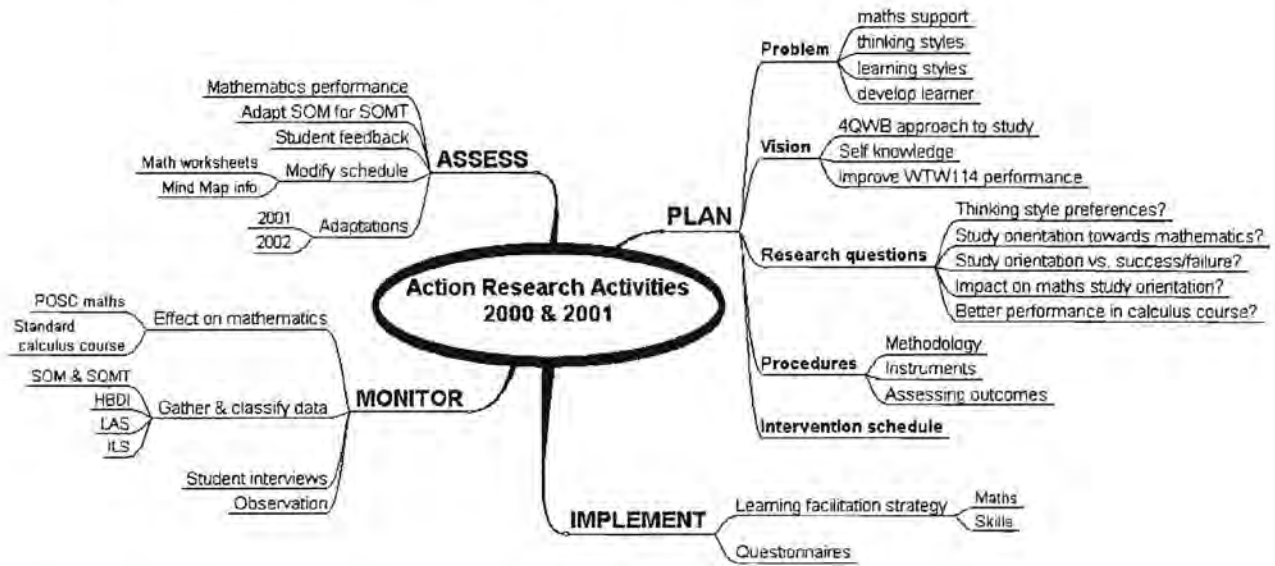 Action Research Activities
2000 & 2001
PLAN
Problem
maths support
thinking styles
learning styles
develop learner
Vision
4QWB approach to study
Self knowledge
Improve WTW114 performance
Research questions
Thinking style preferences?
Study orientation towards mathematics?
Study orientation vs. success/failure?
Impact on maths study orientation?
Better performance in calculus course?
Procedures
Methodology
Instruments
Assessing outcomes
Intervention schedule
IMPLEMENT
Learning facilitation strategy
Maths
Skills
Questionnaires
MONITOR
Effect on mathematics
POSC maths
Standard
calculus course
Gather & classify data
SOM & SOMT
HBDI
LAS
ILS
Student interviews
Observation
ASSESS
Mathematics performance
Adapt SOM for SOMT
Student feedback
Modify schedule
Math worksheets
Mind Map info
Adaptations
2001
2002